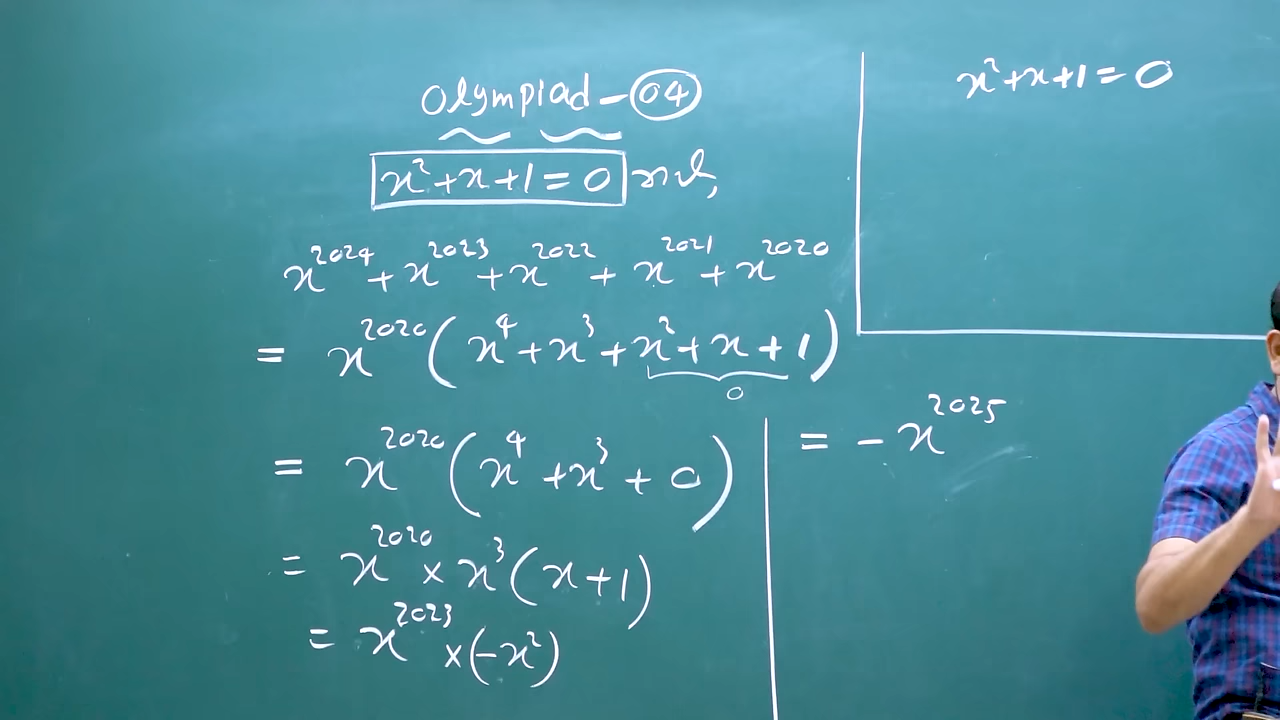 Olympiad – 04
x² + x + 1 = 0
x²⁰²⁴ + x²⁰²³ + x²⁰²² + x²⁰²¹ + x²⁰²⁰
= x²⁰²⁰ ( x⁴ + x³ + x² + x + 1 )
0
= x²⁰²⁰ ( x⁴ + x³ + 0 )
= x²⁰²⁰ × x³ ( x + 1 )
= x²⁰²³ × (−x²)
x² + x + 1 = 0
= − x²⁰²⁵